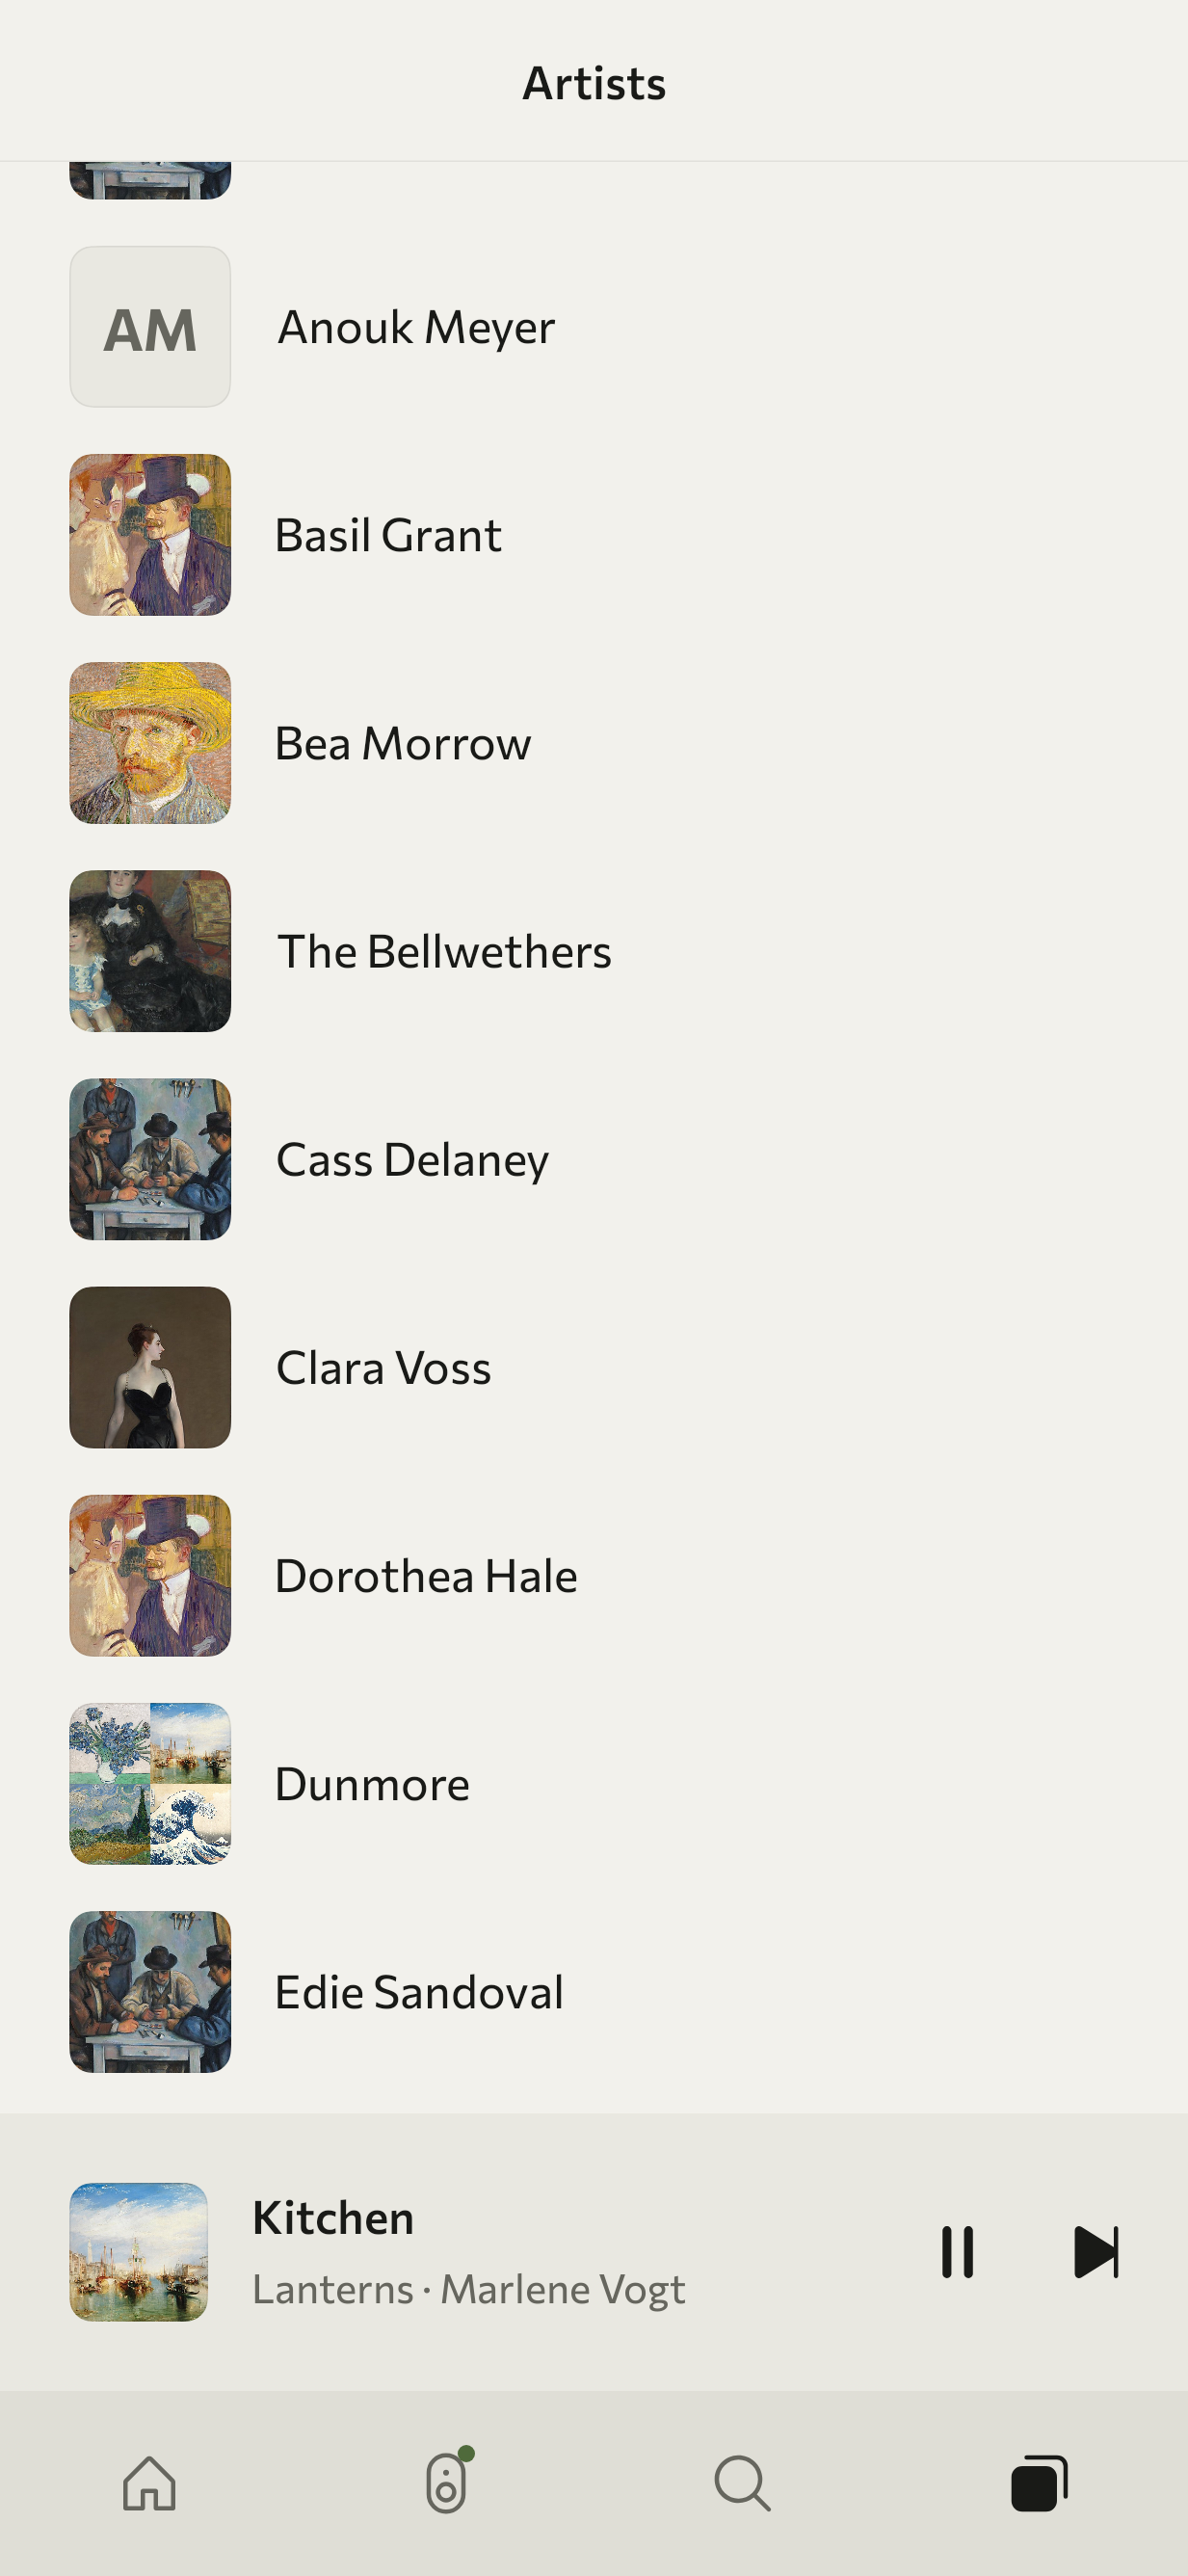 Artists
AM
Anouk Meyer
Basil Grant
Bea Morrow
The Bellwethers
Cass Delaney
Clara Voss
Dorothea Hale
Dunmore
Edie Sandoval
Kitchen
Lanterns · Marlene Vogt